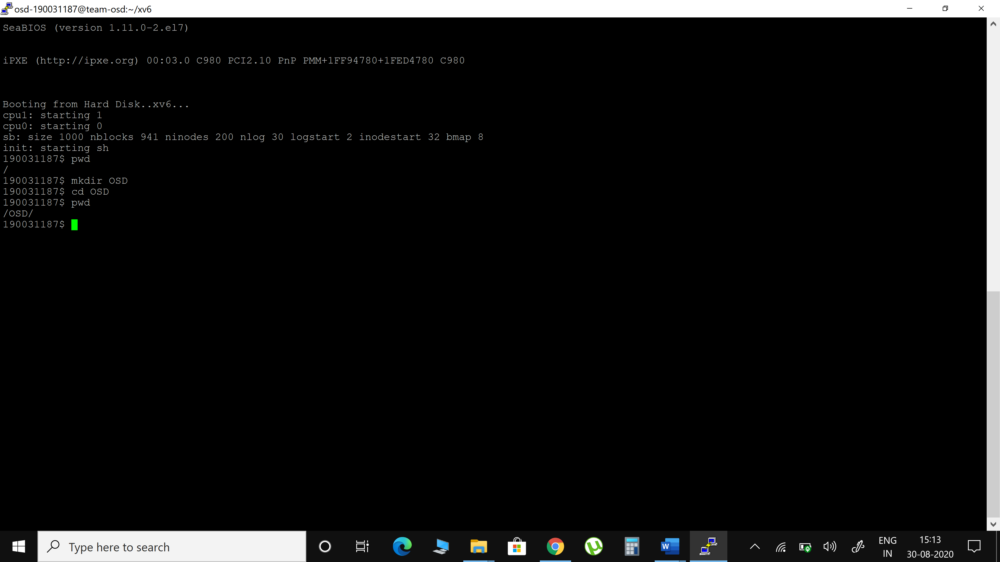 osd-190031187@team-osd:~/xv6
SeaBIOS (version 1.11.0-2.el7)
iPXE (http://ipxe.org) 00:03.0 C980 PCI2.10 PnP PMM+1FF94780+1FED4780 C980
Booting from Hard Disk..xv6...
cpu1: starting 1
cpu0: starting 0
sb: size 1000 nblocks 941 ninodes 200 nlog 30 logstart 2 inodestart 32 bmap 8
init: starting sh
190031187$ pwd
/
190031187$ mkdir OSD
190031187$ cd OSD
190031187$ pwd
/OSD/
190031187$
Type here to search
W
ENG
IN
15:13
30-08-2020